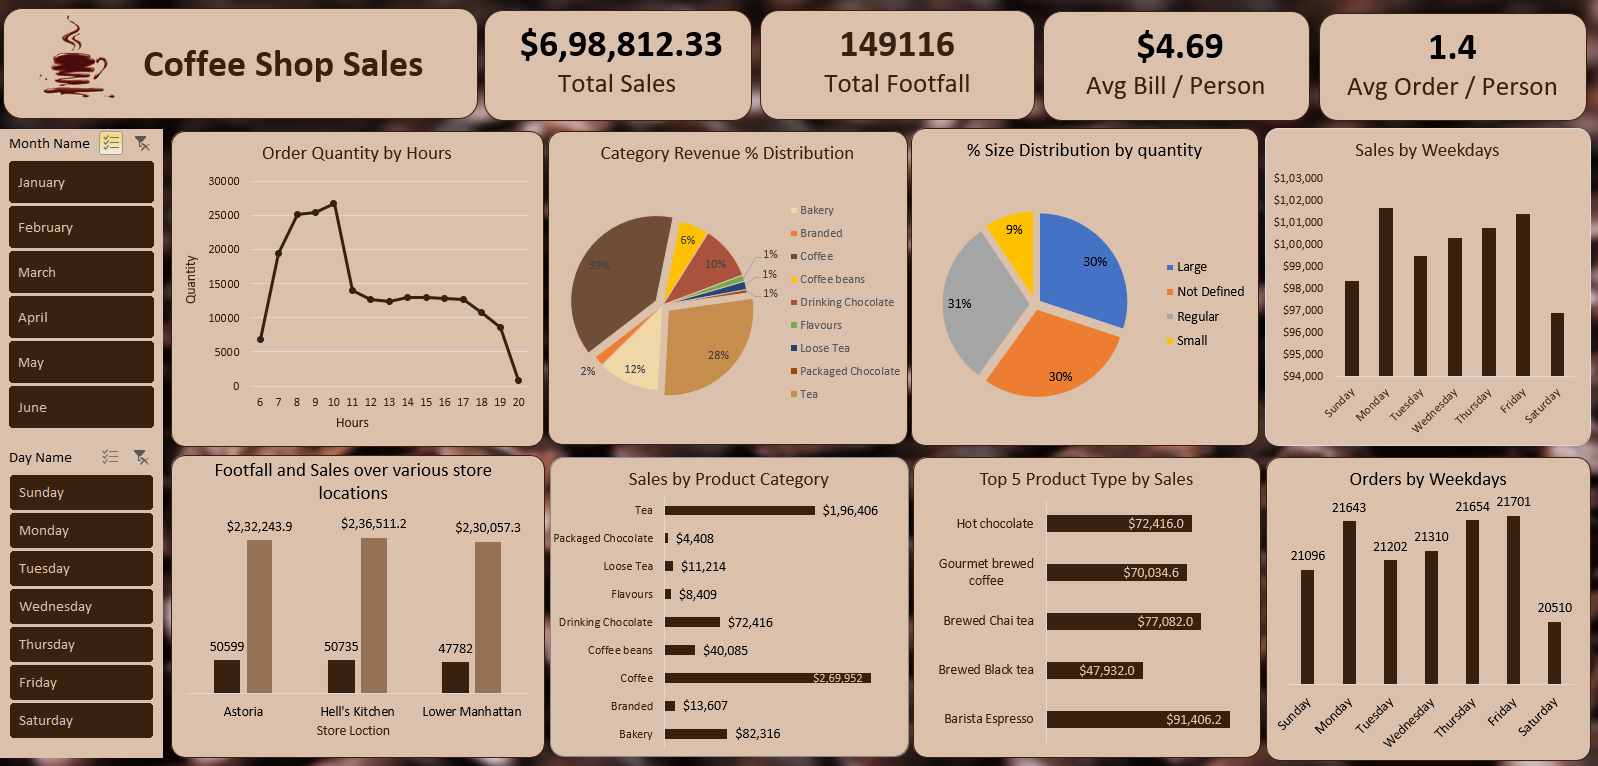 Coffee Shop Sales
$6,98,812.33
Total Sales
149116
Total Footfall
$4.69
Avg Bill / Person
1.4
Avg Order / Person
Month Name
January
February
March
April
May
June
Day Name
Sunday
Monday
Tuesday
Wednesday
Thursday
Friday
Saturday
Order Quantity by Hours
30000
25000
20000
15000
10000
5000
0
Quantity
6 7 8 9 10 11 12 13 14 15 16 17 18 19 20
Hours
Category Revenue % Distribution
39%
6%
10%
1%
1%
1%
28%
12%
2%
Bakery
Branded
Coffee
Coffee beans
Drinking Chocolate
Flavours
Loose Tea
Packaged Chocolate
Tea
% Size Distribution by quantity
9%
30%
31%
30%
Large
Not Defined
Regular
Small
Sales by Weekdays
$1,03,000
$1,02,000
$1,01,000
$1,00,000
$99,000
$98,000
$97,000
$96,000
$95,000
$94,000
Sunday
Monday
Tuesday
Wednesday
Thursday
Friday
Saturday
Footfall and Sales over various store
locations
$2,32,243.9
$2,36,511.2
$2,30,057.3
50599
50735
47782
Astoria
Hell's Kitchen
Lower Manhattan
Store Loction
Sales by Product Category
Tea $1,96,406
Packaged Chocolate $4,408
Loose Tea $11,214
Flavours $8,409
Drinking Chocolate $72,416
Coffee beans $40,085
Coffee $2,69,952
Branded $13,607
Bakery $82,316
Top 5 Product Type by Sales
Hot chocolate $72,416.0
Gourmet brewed
coffee $70,034.6
Brewed Chai tea $77,082.0
Brewed Black tea $47,932.0
Barista Espresso $91,406.2
Orders by Weekdays
21096
21643
21202
21310
21654
21701
20510
Sunday
Monday
Tuesday
Wednesday
Thursday
Friday
Saturday